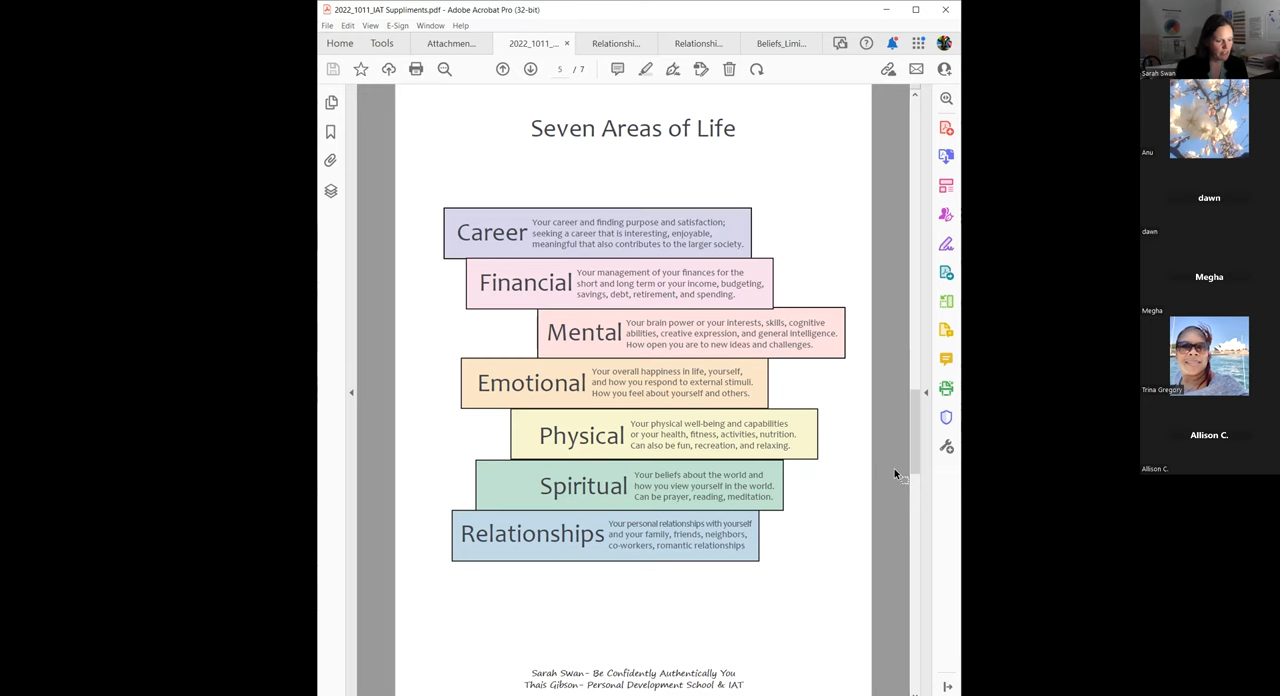 2022_1011_IAT Suppliments.pdf - Adobe Acrobat Pro (32-bit)
File Edit View E-Sign Window Help
Home Tools Attachmen... 2022_1011_... × Relationshi... Relationshi... Beliefs_Limi...
5 / 7
Seven Areas of Life
Career
Your career and finding purpose and satisfaction;
seeking a career that is interesting, enjoyable,
meaningful that also contributes to the larger society.
Financial
Your management of your finances for the
short and long term or your income, budgeting,
savings, debt, retirement, and spending.
Mental
Your brain power or your interests, skills, cognitive
abilities, creative expression, and general intelligence.
How open you are to new ideas and challenges.
Emotional
Your overall happiness in life, yourself,
and how you respond to external stimuli.
How you feel about yourself and others.
Physical
Your physical well-being and capabilities
or your health, fitness, activities, nutrition.
Can also be fun, recreation, and relaxing.
Spiritual
Your beliefs about the world and
how you view yourself in the world.
Can be prayer, reading, meditation.
Relationships
Your personal relationships with yourself
and your family, friends, neighbors,
co-workers, romantic relationships
Sarah Swan- Be Confidently Authentically You
Thais Gibson- Personal Development School & IAT
Sarah Swan
Anu
dawn
dawn
Megha
Megha
Trina Gregory
Allison C.
Allison C.